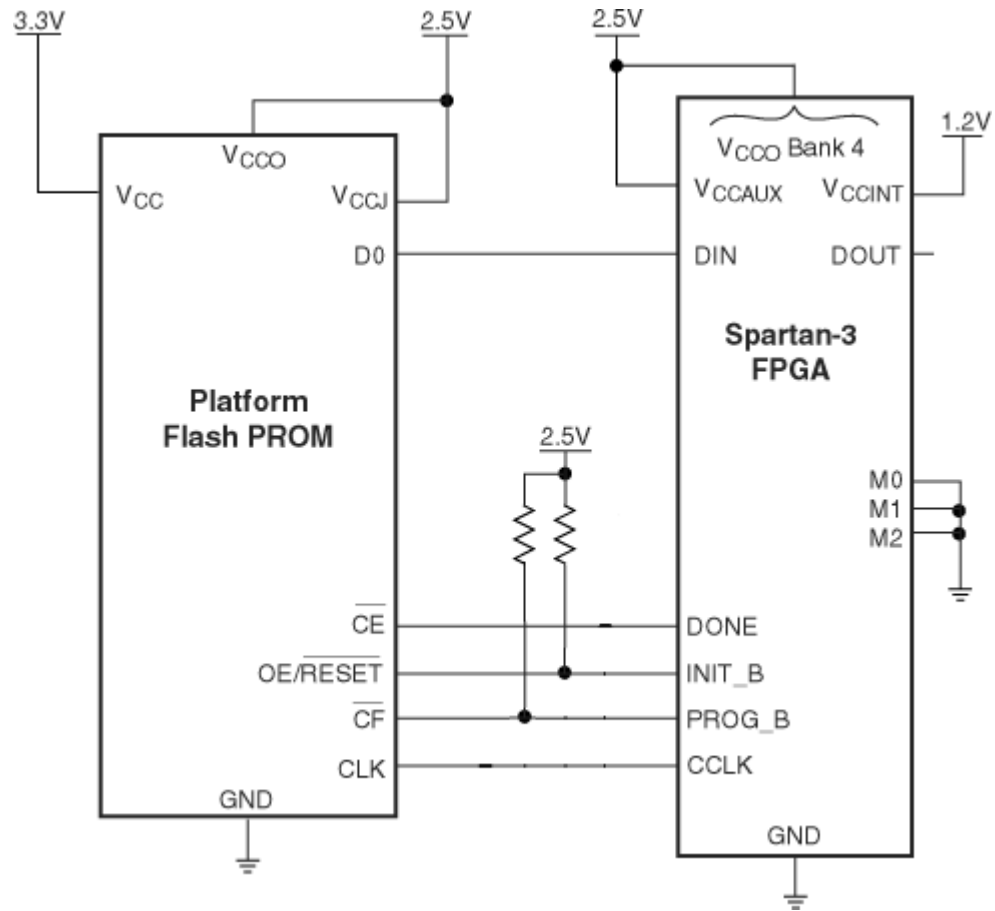 3.3V
2.5V
2.5V
1.2V
VCCO
VCCO Bank 4
VCC
VCCJ
VCCAUX
VCCINT
D0
DIN
DOUT
Spartan-3
FPGA
Platform
Flash PROM
2.5V
M0
M1
M2
CE
DONE
OE/RESET
INIT_B
CF
PROG_B
CLK
CCLK
GND
GND